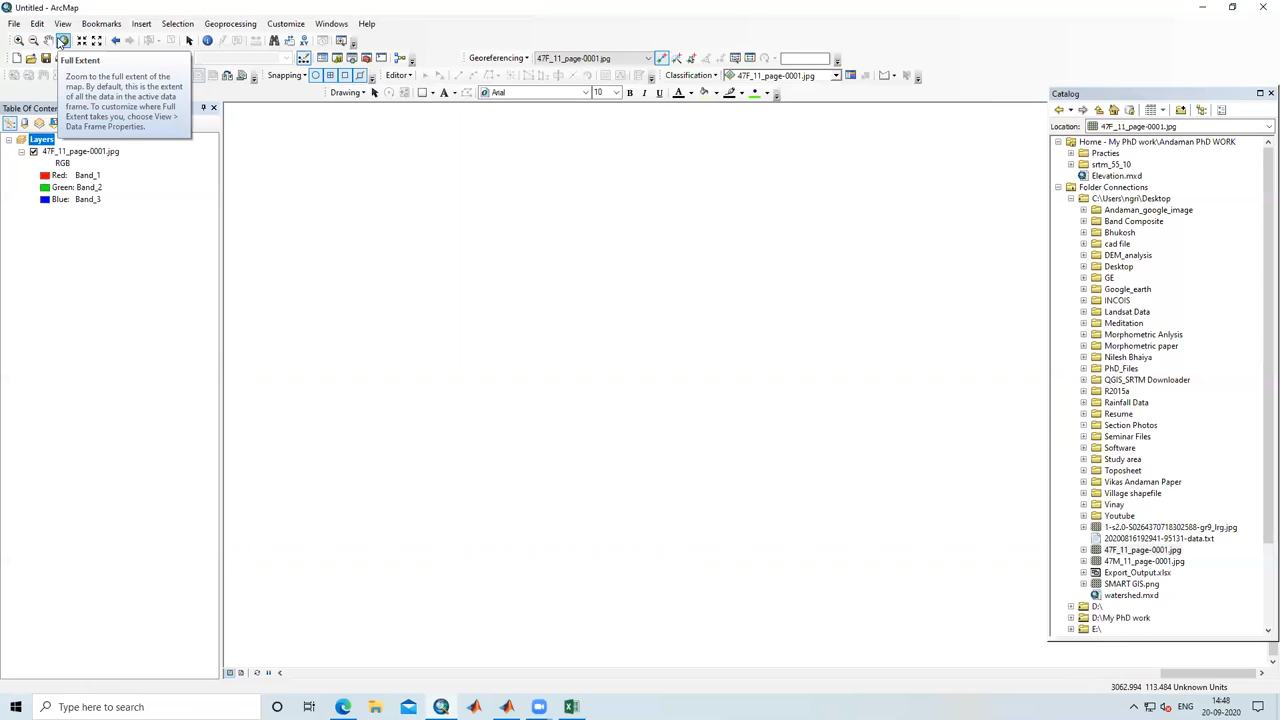 Untitled - ArcMap
File Edit View Bookmarks Insert Selection Geoprocessing Customize Windows Help
Georeferencing 47F_11_page-0001.jpg
Snapping Editor Classification 47F_11_page-0001.jpg
Drawing A Arial 10 B I U A
Full Extent
Zoom to the full extent of the
map. By default, this is the extent
of all the data in the active data
frame. To customize where Full
Extent takes you, choose View >
Data Frame Properties.
Table Of Conten
Layers
47F_11_page-0001.jpg
RGB
Red: Band_1
Green: Band_2
Blue: Band_3
Catalog
Location: 47F_11_page-0001.jpg
Home - My PhD work\Andaman PhD WORK
Practies
srtm_55_10
Elevation.mxd
Folder Connections
C:\Users\ngri\Desktop
Andaman_google_image
Band Composite
Bhukosh
cad file
DEM_analysis
Desktop
GE
Google_earth
INCOIS
Landsat Data
Meditation
Morphometric Anlysis
Morphometric paper
Nilesh Bhaiya
PhD_Files
QGIS_SRTM Downloader
R2015a
Rainfall Data
Resume
Section Photos
Seminar Files
Software
Study area
Toposheet
Vikas Andaman Paper
Village shapefile
Vinay
Youtube
1-s2.0-S0264370718302588-gr9_lrg.jpg
20200816192941-95131-data.txt
47F_11_page-0001.jpg
47M_11_page-0001.jpg
Export_Output.xlsx
SMART GIS.png
watershed.mxd
D:\
D:\My PhD work
E:\
3062.994 113.484 Unknown Units
Type here to search
ENG
14:48
20-09-2020